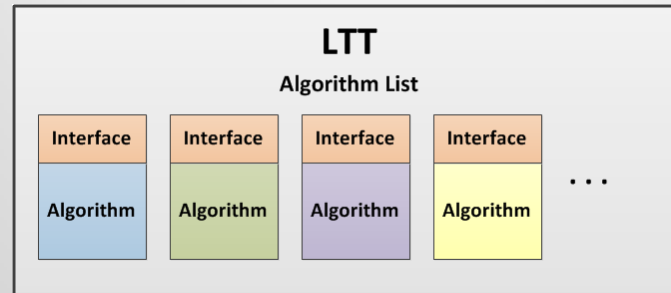 LTT
Algorithm List
Interface Interface Interface Interface
. . .
Algorithm Algorithm Algorithm Algorithm